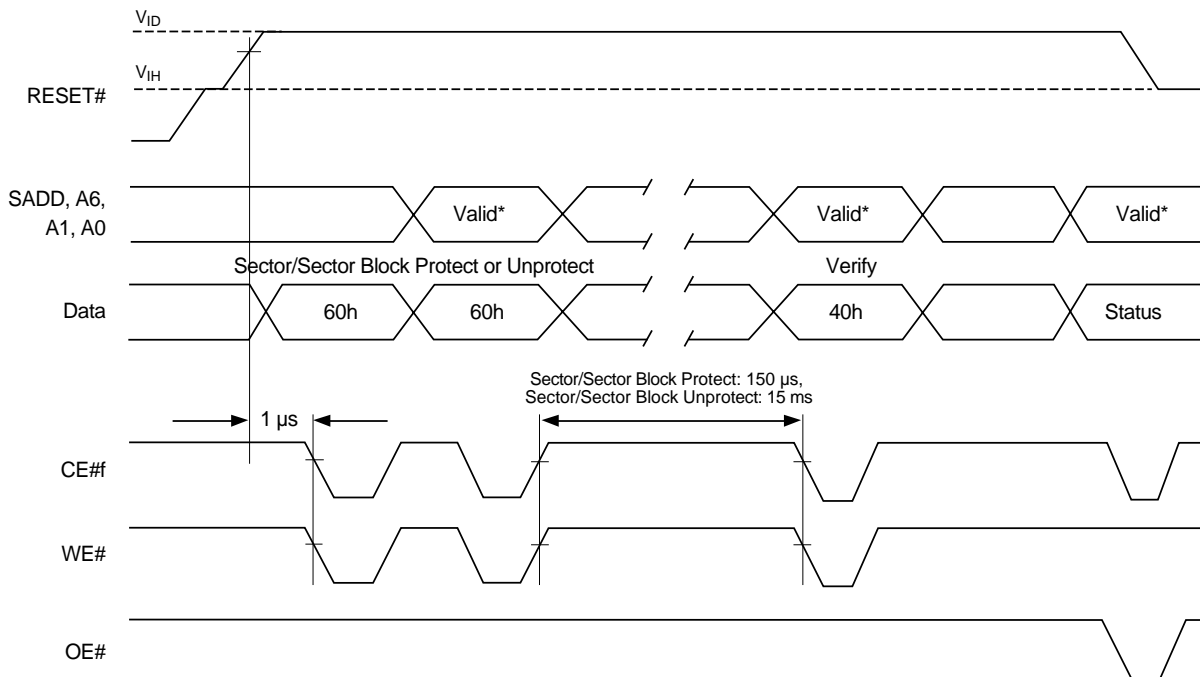 VID
VIH
RESET#
SADD, A6,
A1, A0
Valid*
Valid*
Valid*
Sector/Sector Block Protect or Unprotect
Verify
Data
60h
60h
40h
Status
Sector/Sector Block Protect: 150 µs,
Sector/Sector Block Unprotect: 15 ms
1 µs
CE#f
WE#
OE#